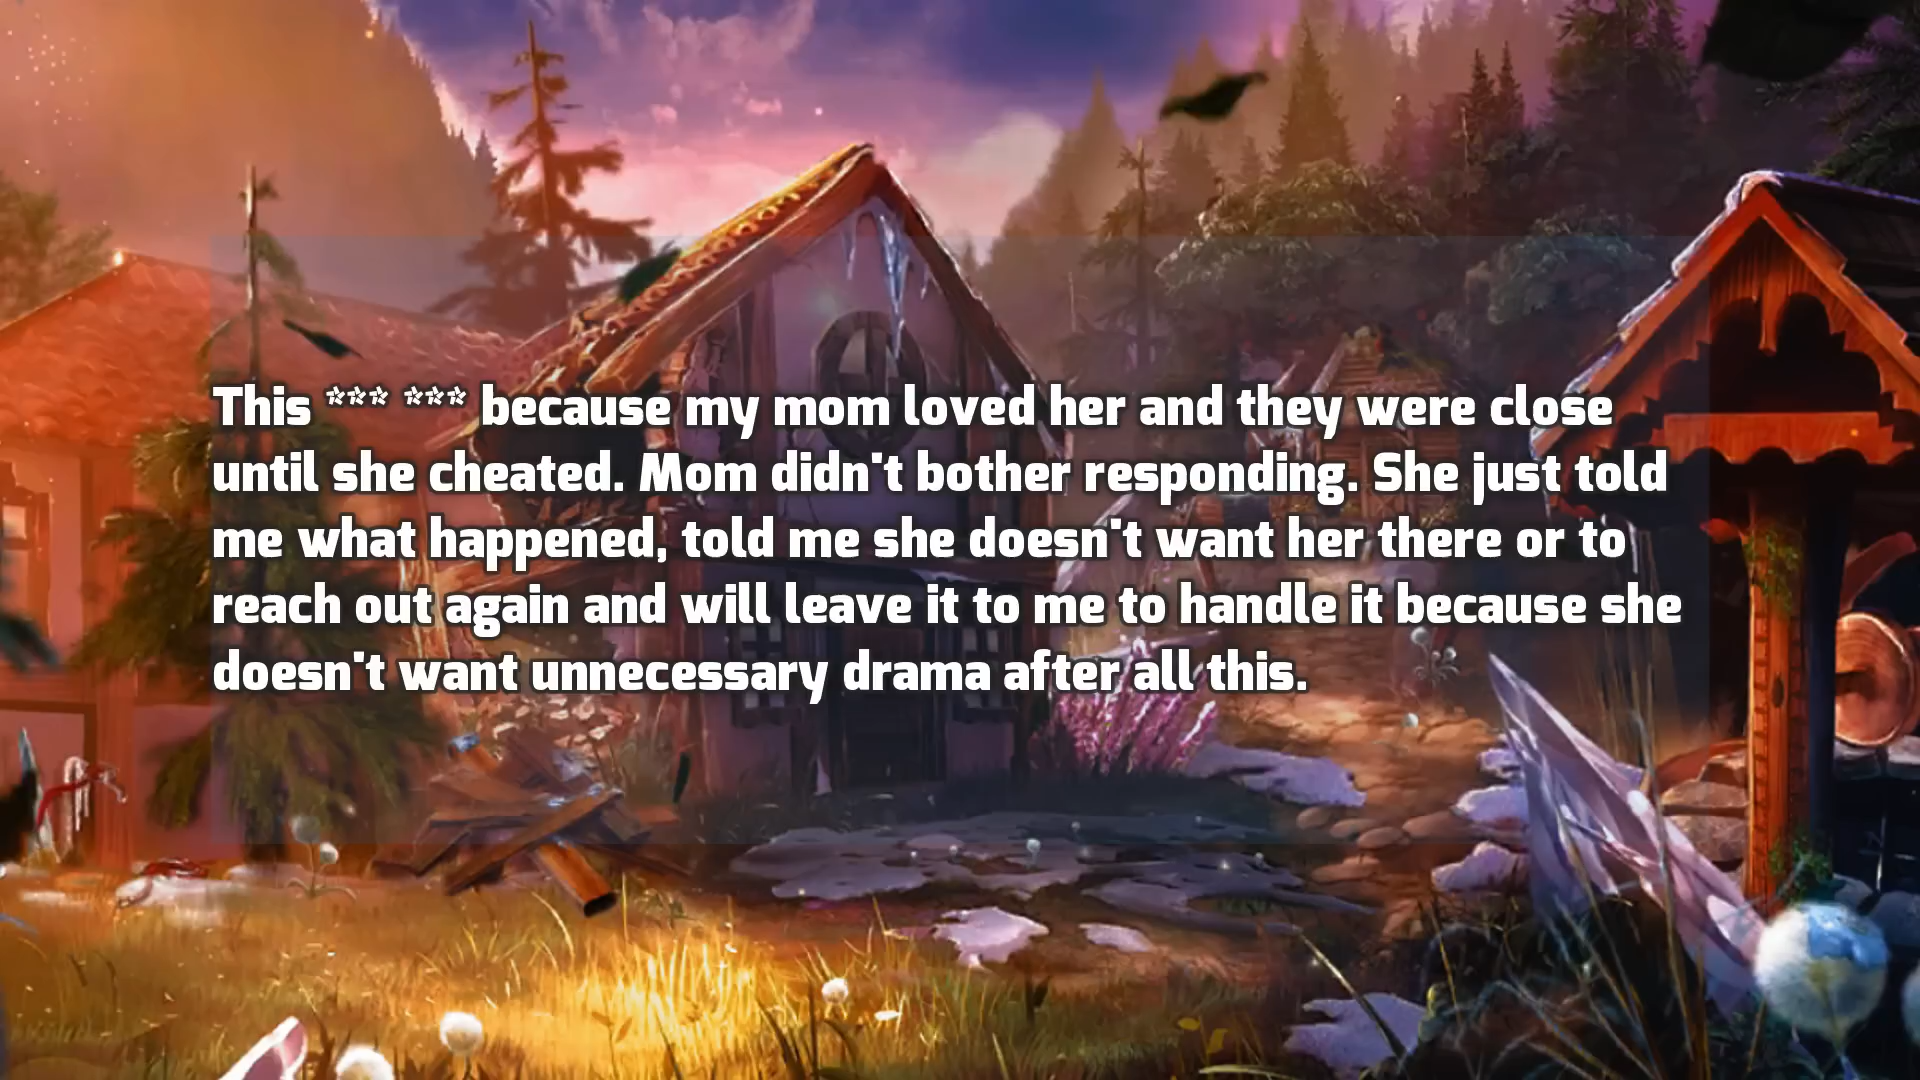 This *** *** because my mom loved her and they were close
until she cheated. Mom didn't bother responding. She just told
me what happened, told me she doesn't want her there or to
reach out again and will leave it to me to handle it because she
doesn't want unnecessary drama after all this.